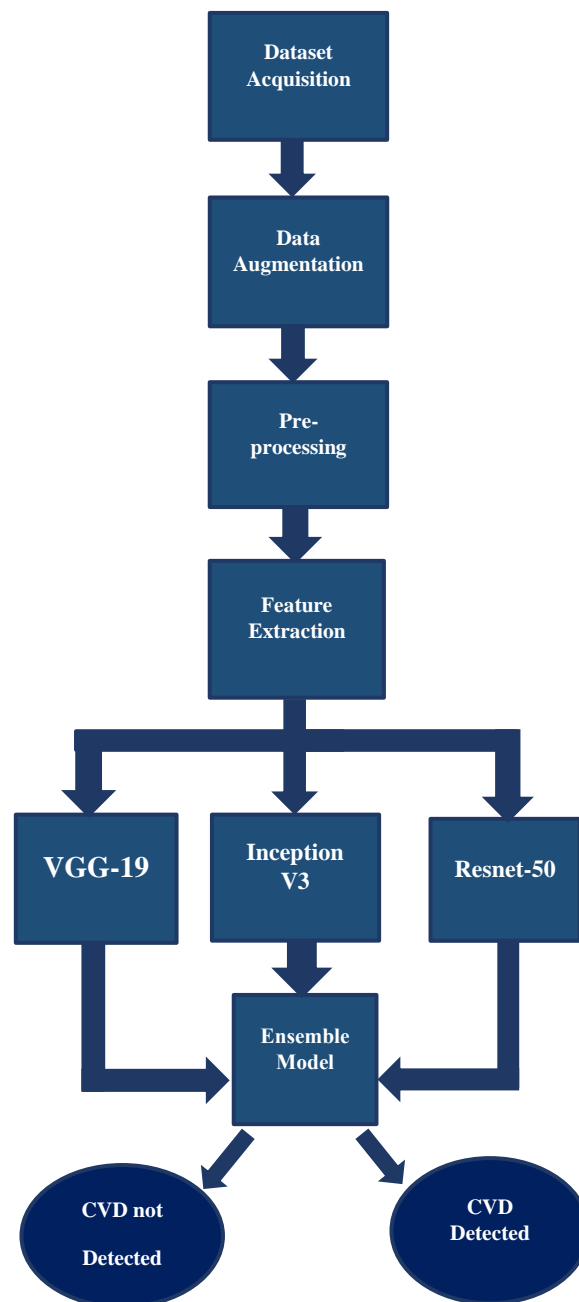 Dataset
Acquisition
Data
Augmentation
Pre-
processing
Feature
Extraction
VGG-19
Inception
V3
Resnet-50
Ensemble
Model
CVD not
Detected
CVD
Detected